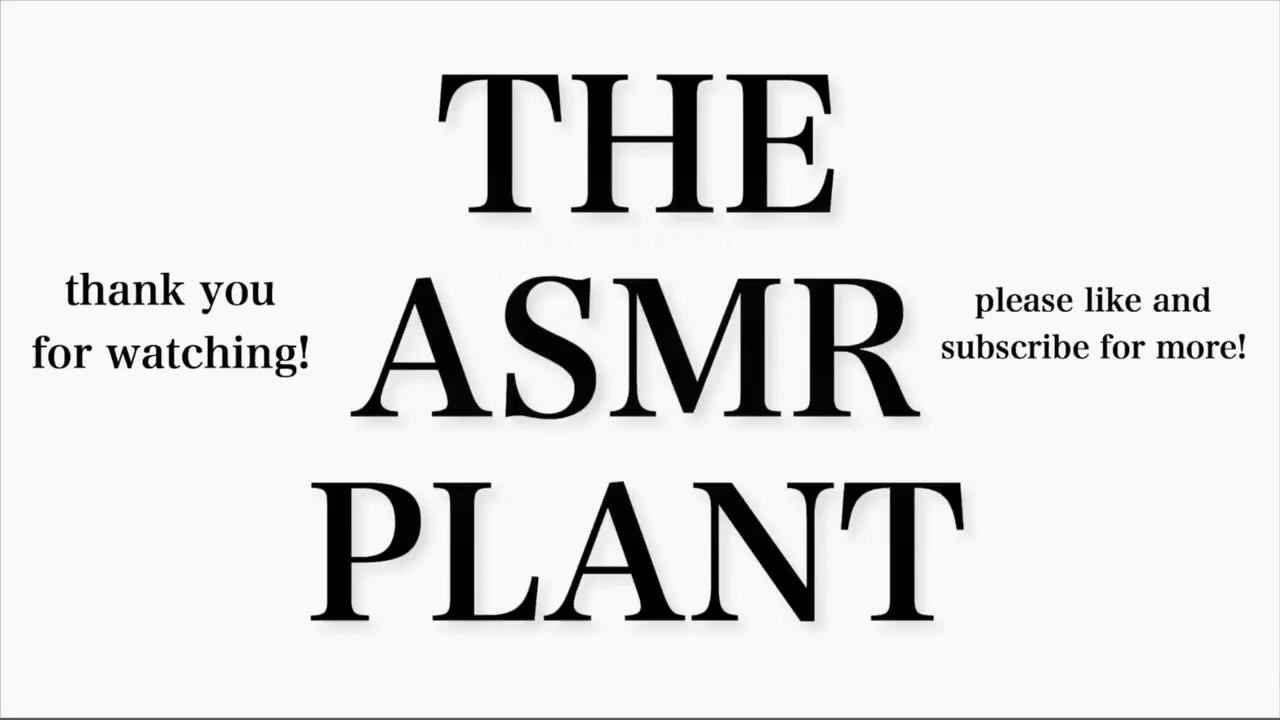 THE
ASMR
PLANT
thank you
for watching!
please like and
subscribe for more!